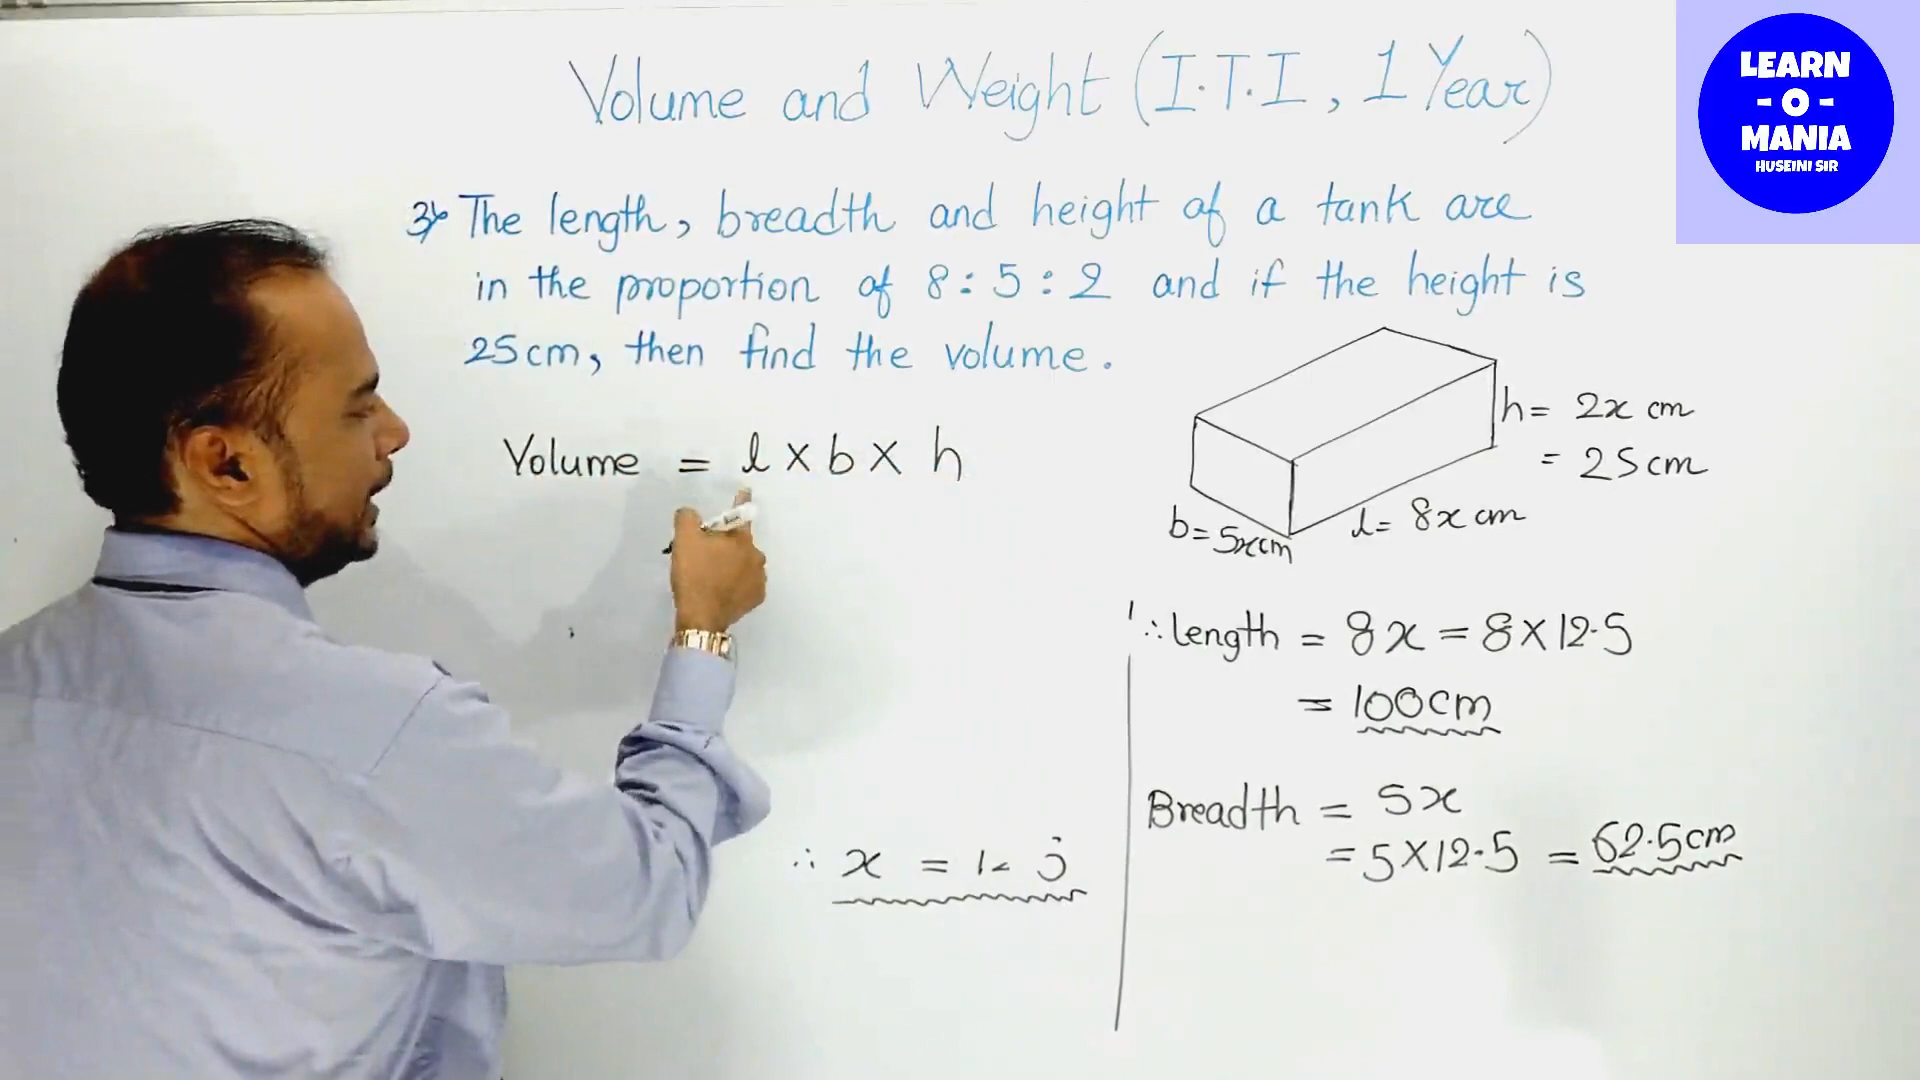 Volume and Weight (I.T.I, 1 Year)
LEARN
- O -
MANIA
HUSEINI SIR
3) The length, breadth and height of a tank are
in the proportion of 8 : 5 : 2 and if the height is
25cm, then find the volume.
Volume = l X b X h
h = 2x cm
= 25cm
l = 8x cm
b = 5x cm
∴ Length = 8x = 8 X 12.5
= 100cm
Breadth = 5x
= 5 X 12.5 = 62.5cm
∴ x =